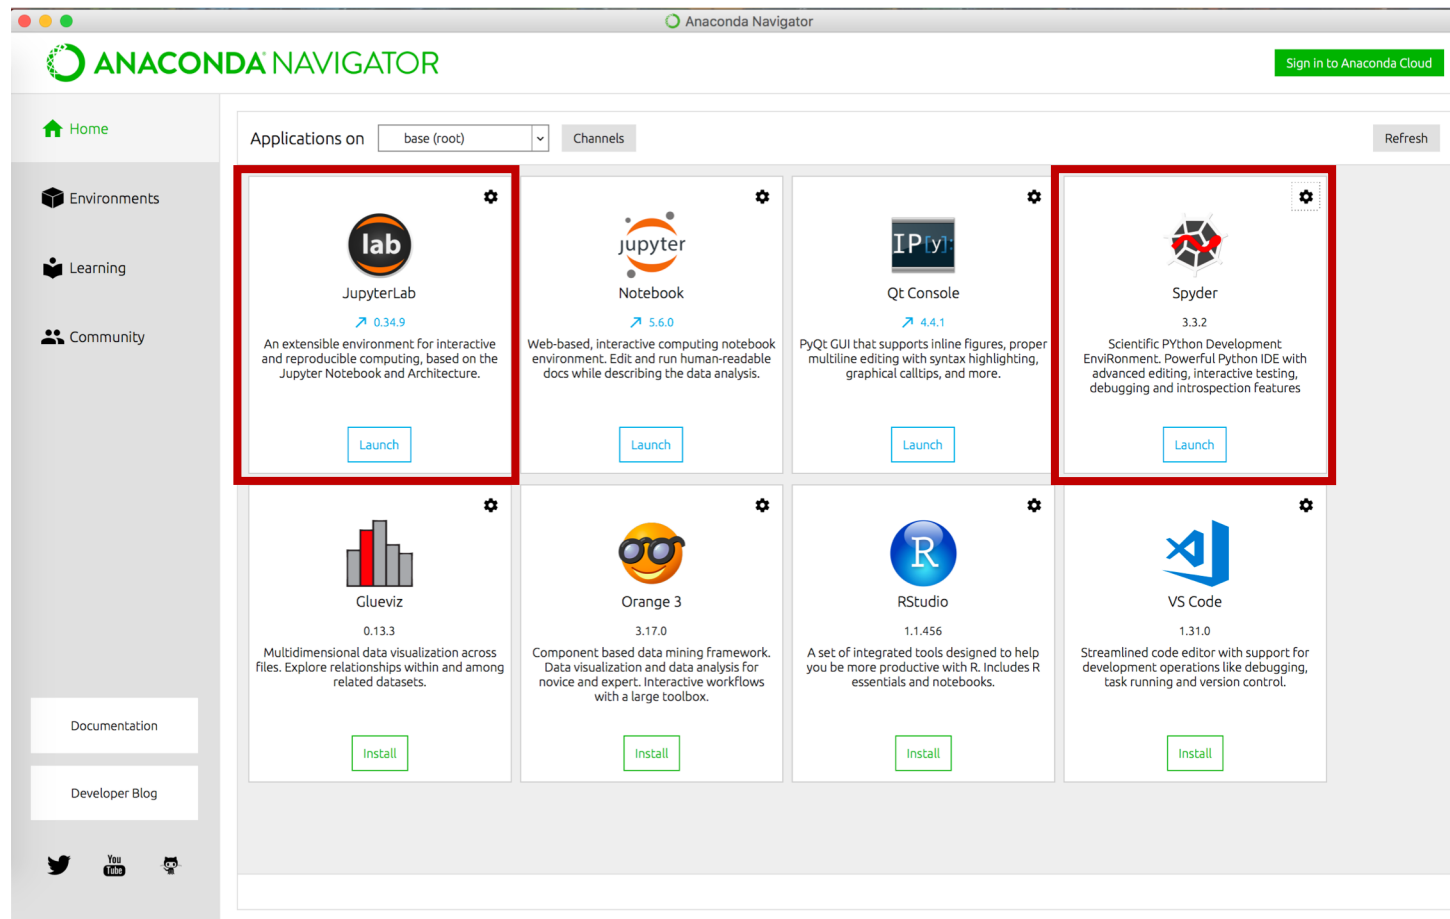 Anaconda Navigator
ANACONDA NAVIGATOR
Sign in to Anaconda Cloud
Home
Environments
Learning
Community
Documentation
Developer Blog
You
Tube
Applications on
base (root)
Channels
Refresh
lab
JupyterLab
0.34.9
An extensible environment for interactive
and reproducible computing, based on the
Jupyter Notebook and Architecture.
Launch
jupyter
Notebook
5.6.0
Web-based, interactive computing notebook
environment. Edit and run human-readable
docs while describing the data analysis.
Launch
IP[y]:
Qt Console
4.4.1
PyQt GUI that supports inline figures, proper
multiline editing with syntax highlighting,
graphical calltips, and more.
Launch
Spyder
3.3.2
Scientific PYthon Development
EnviRonment. Powerful Python IDE with
advanced editing, interactive testing,
debugging and introspection features
Launch
Glueviz
0.13.3
Multidimensional data visualization across
files. Explore relationships within and among
related datasets.
Install
Orange 3
3.17.0
Component based data mining framework.
Data visualization and data analysis for
novice and expert. Interactive workflows
with a large toolbox.
Install
R
RStudio
1.1.456
A set of integrated tools designed to help
you be more productive with R. Includes R
essentials and notebooks.
Install
VS Code
1.31.0
Streamlined code editor with support for
development operations like debugging,
task running and version control.
Install